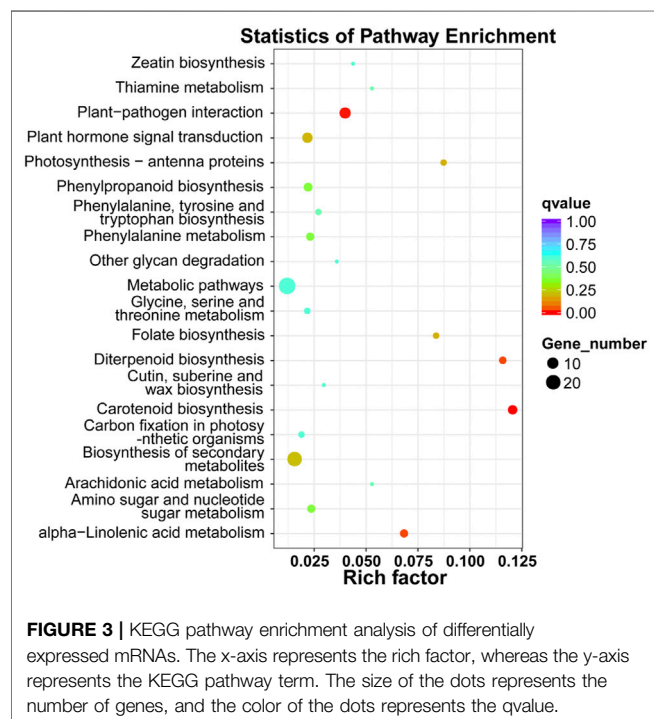 Statistics of Pathway Enrichment
Zeatin biosynthesis
Thiamine metabolism
Plant-pathogen interaction
Plant hormone signal transduction
Photosynthesis - antenna proteins
Phenylpropanoid biosynthesis
Phenylalanine, tyrosine and
tryptophan biosynthesis
Phenylalanine metabolism
Other glycan degradation
Metabolic pathways
Glycine, serine and
threonine metabolism
Folate biosynthesis
Diterpenoid biosynthesis
Cutin, suberine and
wax biosynthesis
Carotenoid biosynthesis
Carbon fixation in photosy
-nthetic organisms
Biosynthesis of secondary
metabolites
Arachidonic acid metabolism
Amino sugar and nucleotide
sugar metabolism
alpha-Linolenic acid metabolism
0.025 0.050 0.075 0.100 0.125
Rich factor
qvalue
1.00
0.75
0.50
0.25
0.00
Gene_number
10
20
FIGURE 3 | KEGG pathway enrichment analysis of differentially
expressed mRNAs. The x-axis represents the rich factor, whereas the y-axis
represents the KEGG pathway term. The size of the dots represents the
number of genes, and the color of the dots represents the qvalue.